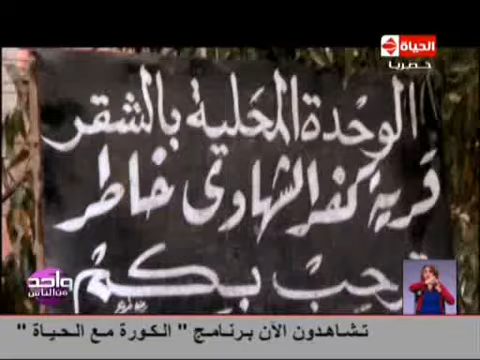 الحياة
حصريا
الوحدة المحلية بالشقر
قرية كفر الشهاوى خاطر
ترحب بكم
واحد
من الناس
تشاهدون الآن برنامج " الكورة مع الحياة "